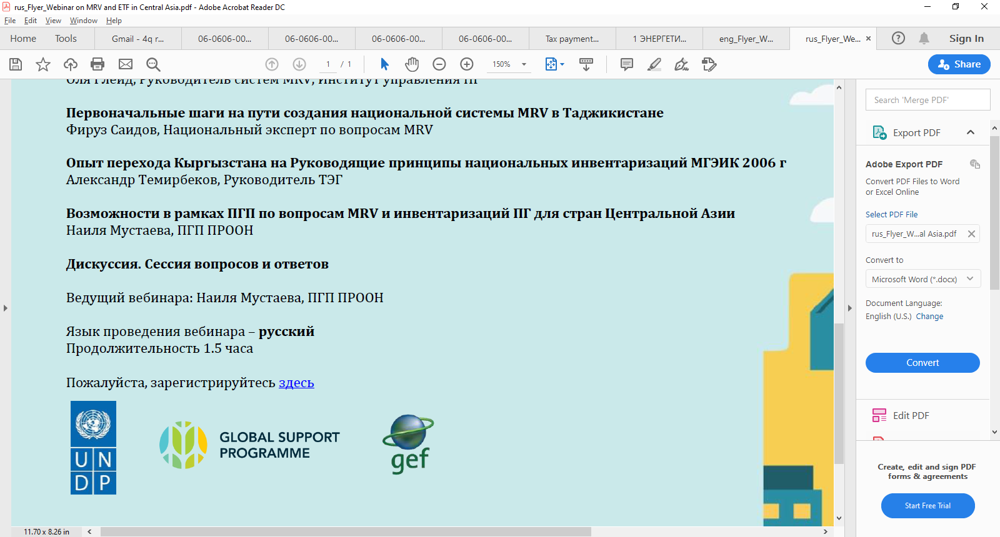 rus_Flyer_Webinar on MRV and ETF in Central Asia.pdf - Adobe Acrobat Reader DC
File Edit View Window Help
Home Tools Gmail - 4q r... 06-0606-00... 06-0606-00... 06-0606-00... 06-0606-00... Tax payment... 1 ЭНЕРГЕТИ... eng_Flyer_W... rus_Flyer_We... Sign In
1 / 1 150% Share
Оля Глейд, Руководитель систем MRV, Институт управления ПГ
Первоначальные шаги на пути создания национальной системы MRV в Таджикистане
Фируз Саидов, Национальный эксперт по вопросам MRV
Опыт перехода Кыргызстана на Руководящие принципы национальных инвентаризаций МГЭИК 2006 г
Александр Темирбеков, Руководитель ТЭГ
Возможности в рамках ПГП по вопросам MRV и инвентаризаций ПГ для стран Центральной Азии
Наиля Мустаева, ПГП ПРООН
Дискуссия. Сессия вопросов и ответов
Ведущий вебинара: Наиля Мустаева, ПГП ПРООН
Язык проведения вебинара – русский
Продолжительность 1.5 часа
Пожалуйста, зарегистрируйтесь здесь
UN
DP
GLOBAL SUPPORT
PROGRAMME
gef
11.70 x 8.26 in
Search 'Merge PDF'
Export PDF
Adobe Export PDF
Convert PDF Files to Word
or Excel Online
Select PDF File
rus_Flyer_W...al Asia.pdf
Convert to
Microsoft Word (*.docx)
Document Language:
English (U.S.) Change
Convert
Edit PDF
Create, edit and sign PDF
forms & agreements
Start Free Trial